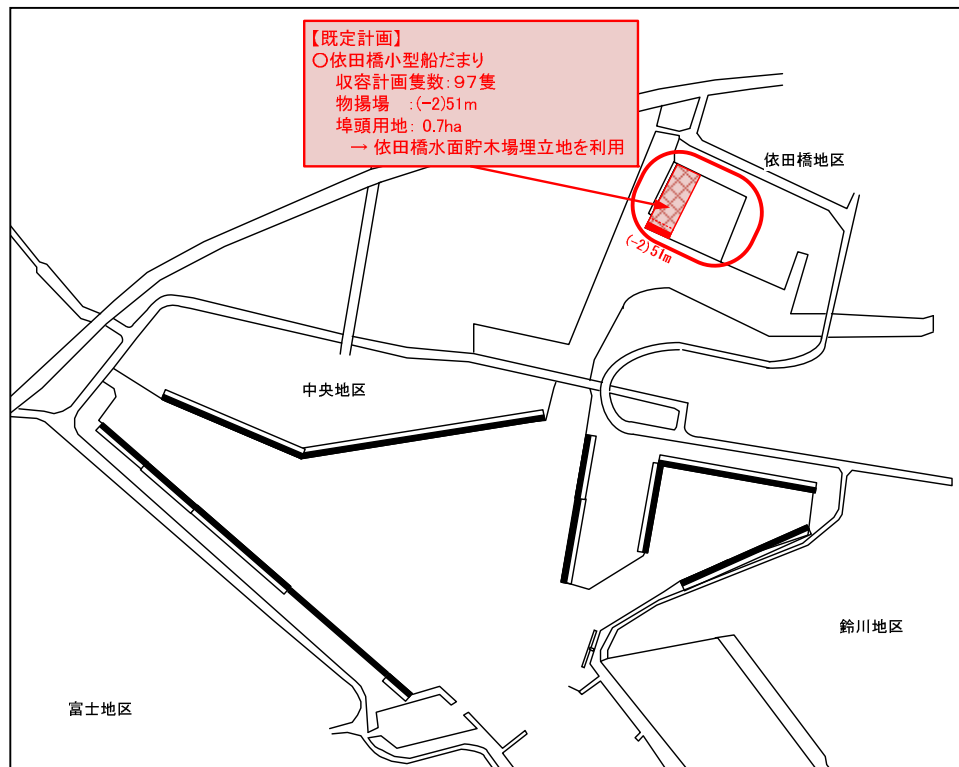 【既定計画】
〇依田橋小型船だまり
収容計画隻数:97隻
物揚場 :(-2)51m
埠頭用地: 0.7ha
→ 依田橋水面貯木場埋立地を利用
依田橋地区
(-2)51m
中央地区
鈴川地区
富士地区